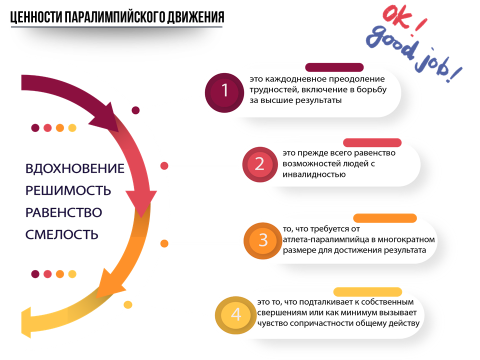 ЦЕННОСТИ ПАРАЛИМПИЙСКОГО ДВИЖЕНИЯ
OK!
good job!
1
это каждодневное преодоление
трудностей, включение в борьбу
за высшие результаты
ВДОХНОВЕНИЕ
РЕШИМОСТЬ
РАВЕНСТВО
СМЕЛОСТЬ
2
это прежде всего равенство
возможностей людей с
инвалидностью
3
то, что требуется от
атлета-паралимпийца в многократном
размере для достижения результата
4
это то, что подталкивает к собственным
свершениям или как минимум вызывает
чувство сопричастности общему действу